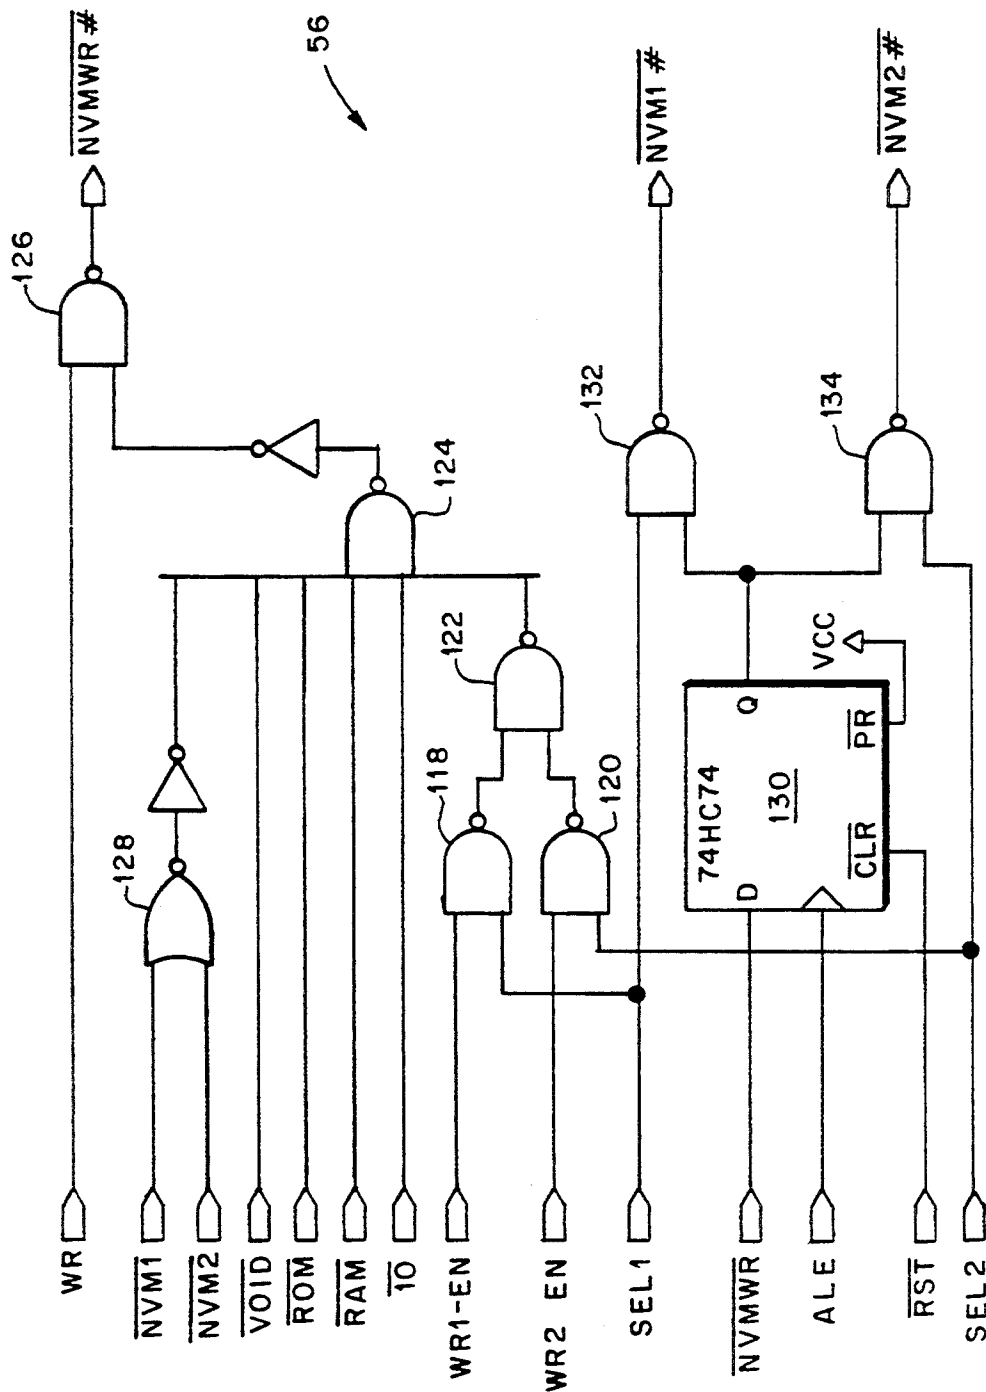 56
WR
NVM1
NVM2
VOID
ROM
RAM
IO
WR1-EN
WR2 EN
SEL1
NVMWR
ALE
RST
SEL2
128
118
120
122
124
126
132
134
74HC74
130
D
Q
CLR
PR
VCC
NVMWR#
NVM1#
NVM2#